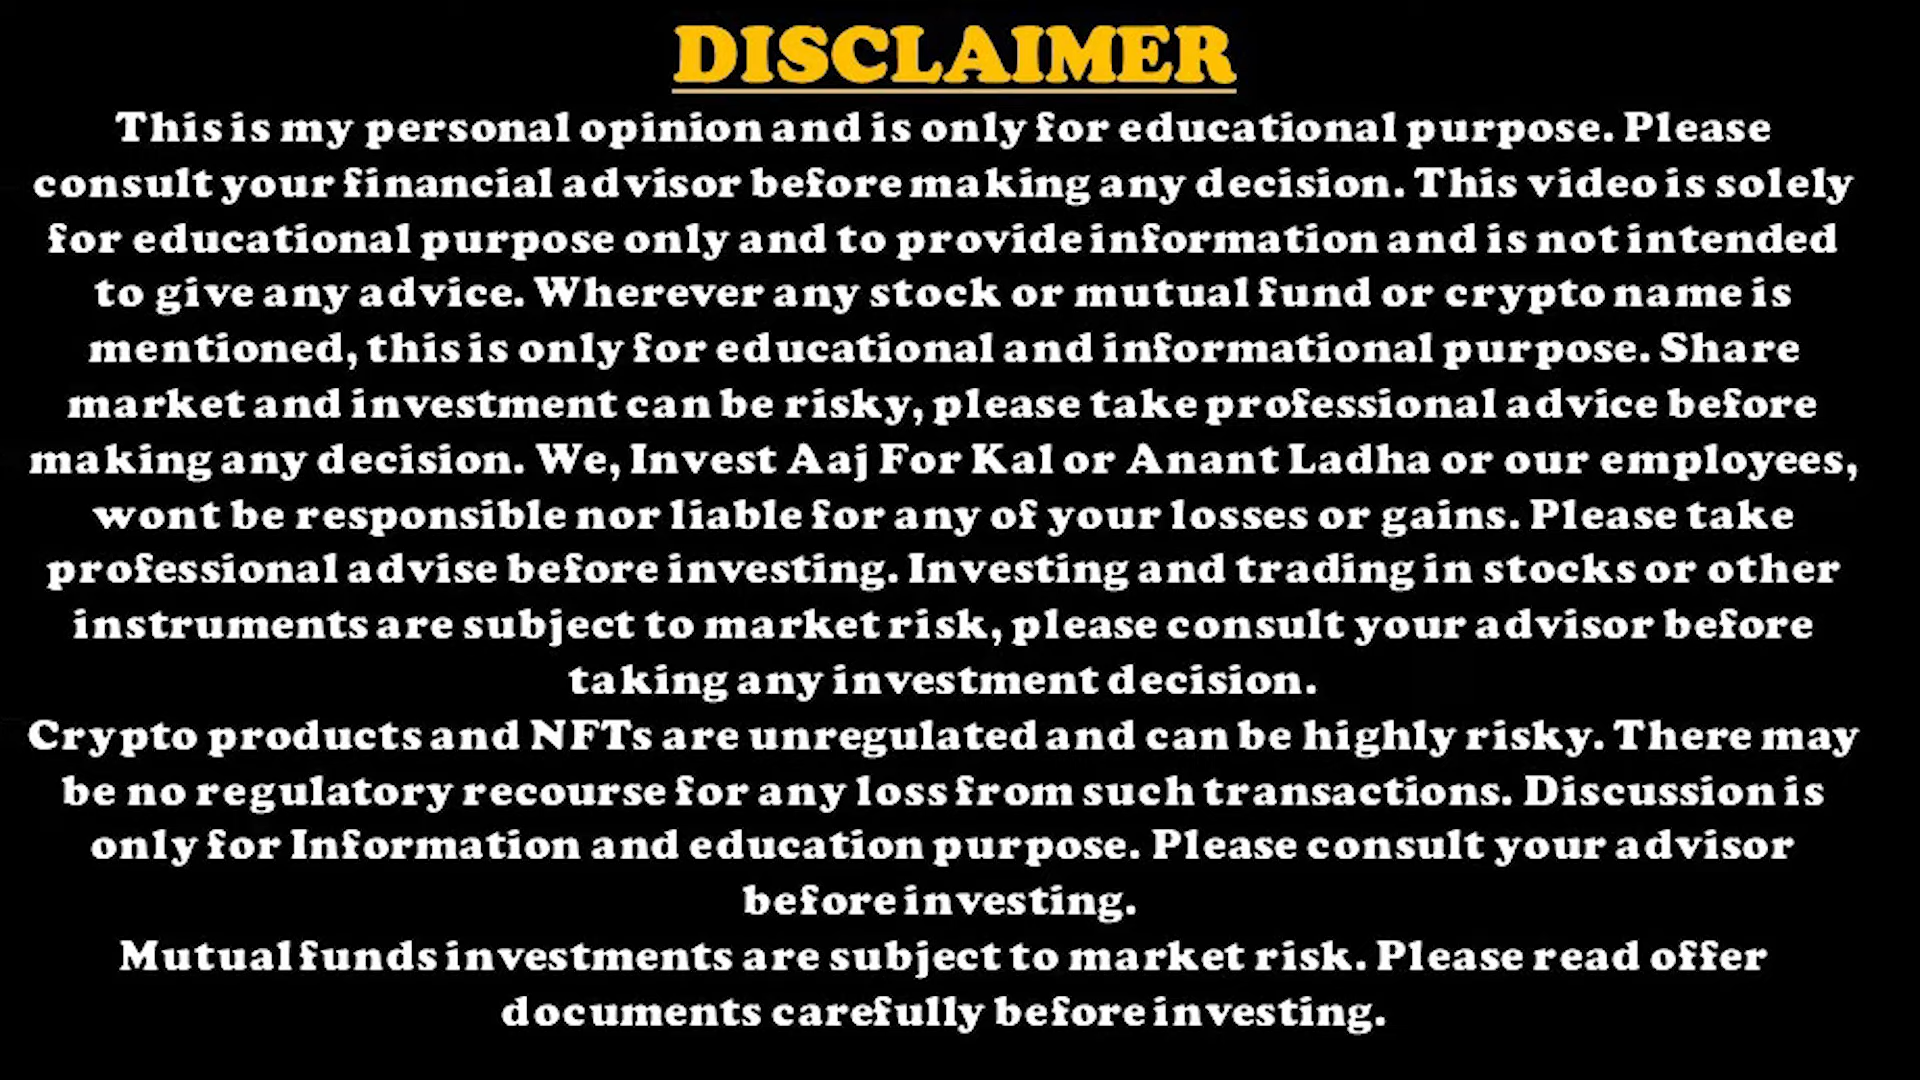 DISCLAIMER
This is my personal opinion and is only for educational purpose. Please
consult your financial advisor before making any decision. This video is solely
for educational purpose only and to provide information and is not intended
to give any advice. Wherever any stock or mutual fund or crypto name is
mentioned, this is only for educational and informational purpose. Share
market and investment can be risky, please take professional advice before
making any decision. We, Invest Aaj For Kal or Anant Ladha or our employees,
wont be responsible nor liable for any of your losses or gains. Please take
professional advise before investing. Investing and trading in stocks or other
instruments are subject to market risk, please consult your advisor before
taking any investment decision.
Crypto products and NFTs are unregulated and can be highly risky. There may
be no regulatory recourse for any loss from such transactions. Discussion is
only for Information and education purpose. Please consult your advisor
before investing.
Mutual funds investments are subject to market risk. Please read offer
documents carefully before investing.